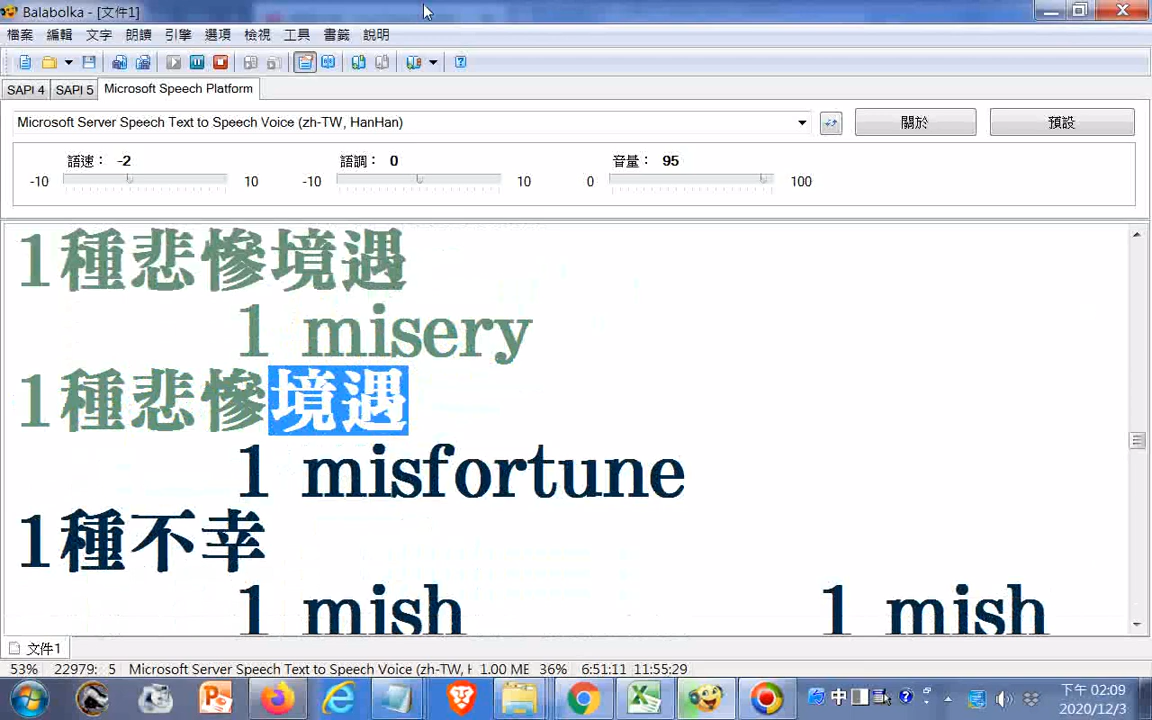 Balabolka - [文件1]
檔案 編輯 文字 朗讀 引擎 選項 檢視 工具 書籤 說明
SAPI 4 SAPI 5 Microsoft Speech Platform
Microsoft Server Speech Text to Speech Voice (zh-TW, HanHan) 關於 預設
語速： -2 語調： 0 音量： 95
-10 10 -10 10 0 100
1種悲慘境遇
1 misery
1種悲慘境遇
1 misfortune
1種不幸
1 mish 1 mish
文件1
53% 22979: 5 Microsoft Server Speech Text to Speech Voice (zh-TW, 1.00 ME 36% 6:51:11 11:55:29
中 下午 02:09
2020/12/3